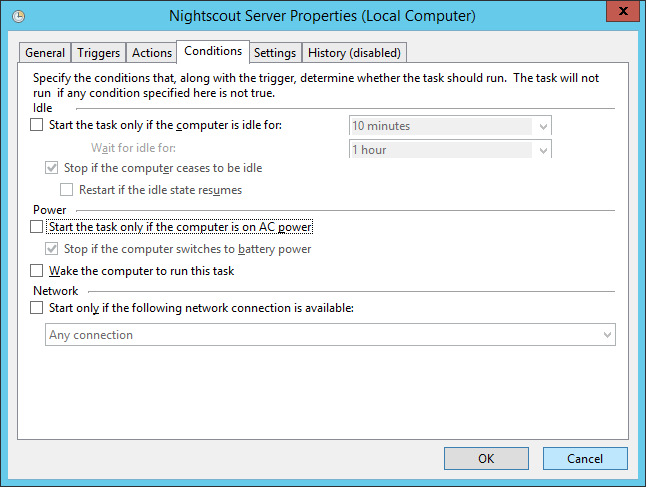 Nightscout Server Properties (Local Computer)
x
General Triggers Actions Conditions Settings History (disabled)
Specify the conditions that, along with the trigger, determine whether the task should run. The task will not
run if any condition specified here is not true.
Idle
Start the task only if the computer is idle for: 10 minutes
Wait for idle for: 1 hour
Stop if the computer ceases to be idle
Restart if the idle state resumes
Power
Start the task only if the computer is on AC power
Stop if the computer switches to battery power
Wake the computer to run this task
Network
Start only if the following network connection is available:
Any connection
OK Cancel